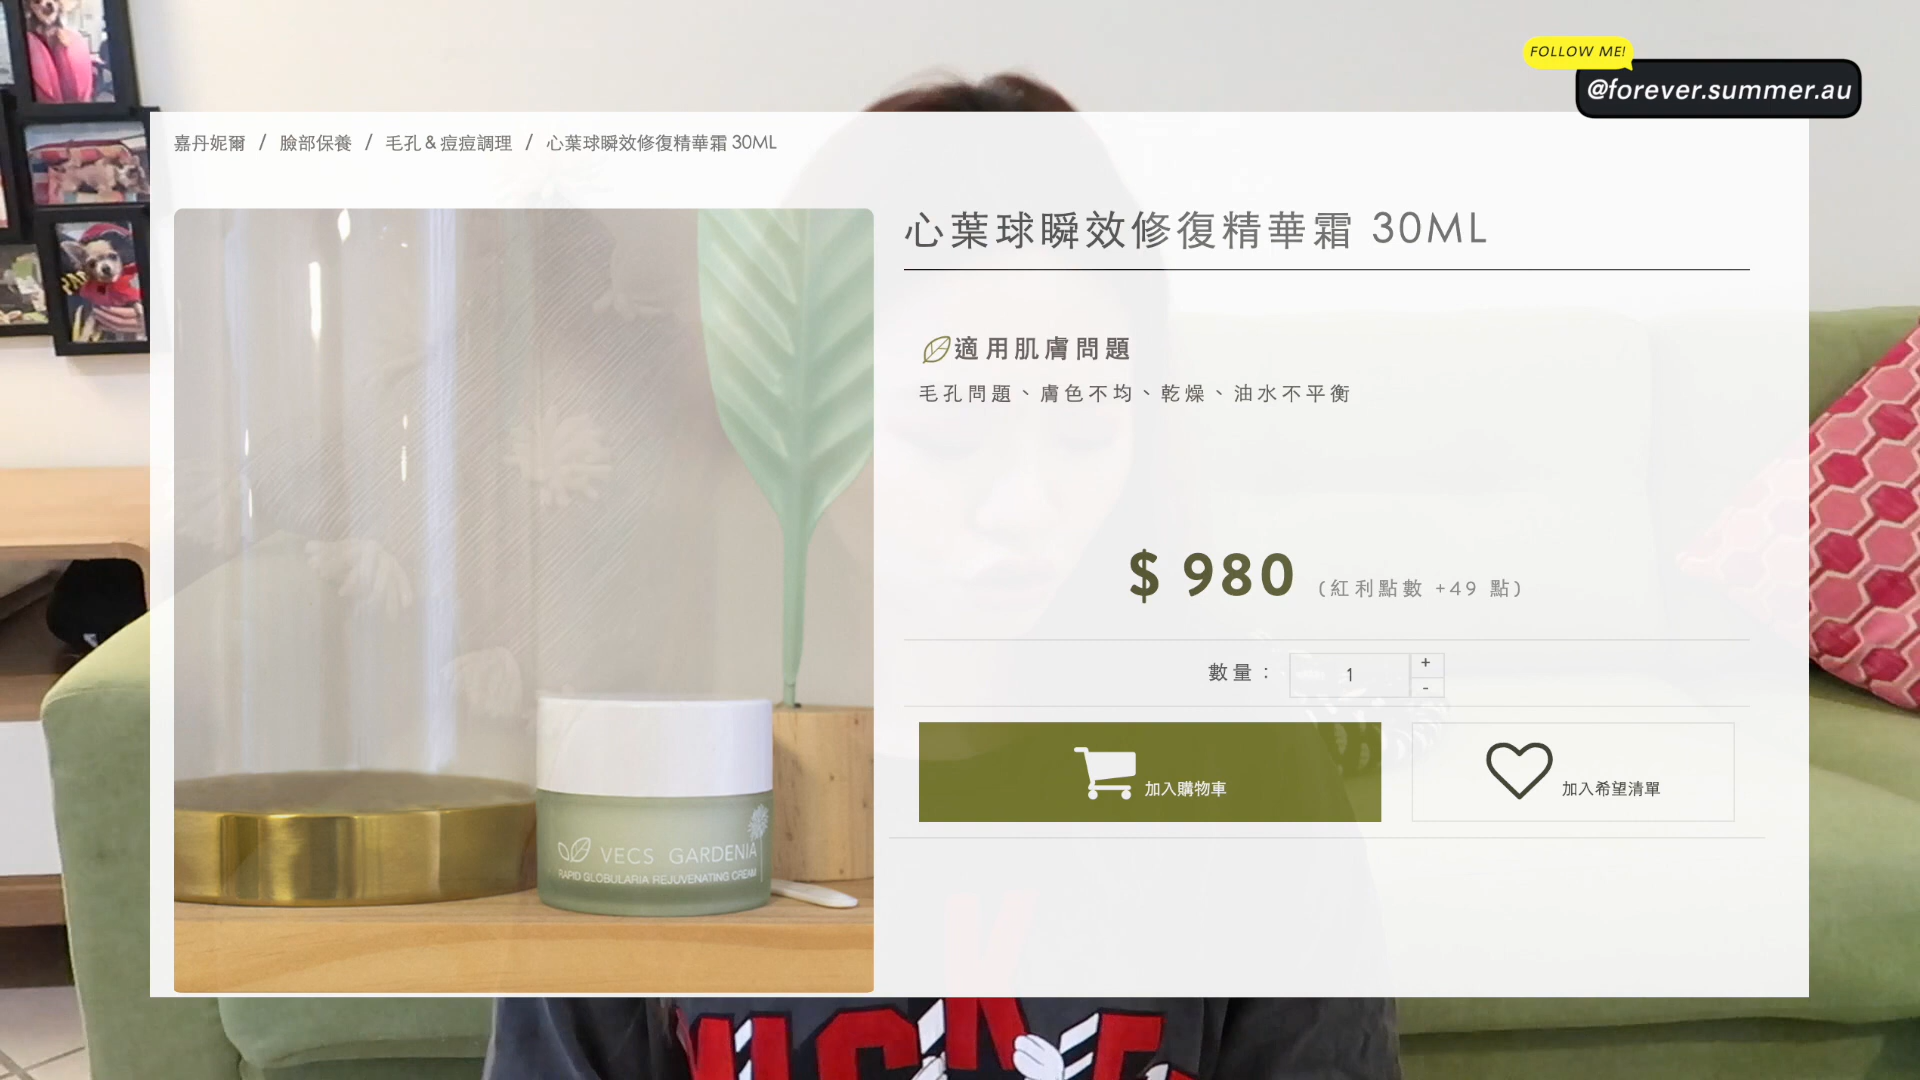 FOLLOW ME!
@forever.summer.au
嘉丹妮爾 / 臉部保養 / 毛孔&痘痘調理 / 心葉球瞬效修復精華霜 30ML
心葉球瞬效修復精華霜 30ML
適用肌膚問題
毛孔問題、膚色不均、乾燥、油水不平衡
$ 980 (紅利點數 +49 點)
數量: 1 + -
加入購物車
加入希望清單
VECS GARDENIA
RAPID GLOBULARIA REJUVENATING CREAM